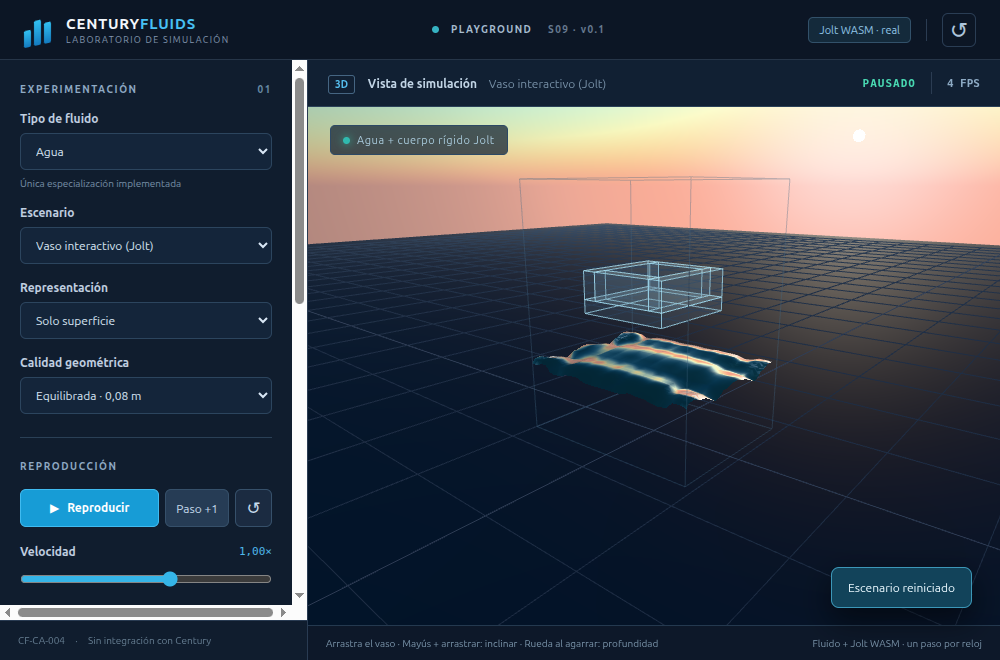 CENTURYFLUIDS
LABORATORIO DE SIMULACIÓN
PLAYGROUND S09 · v0.1
Jolt WASM · real
↺
EXPERIMENTACIÓN 01
Tipo de fluido
Agua
Única especialización implementada
Escenario
Vaso interactivo (Jolt)
Representación
Solo superficie
Calidad geométrica
Equilibrada · 0,08 m
REPRODUCCIÓN
▶ Reproducir
Paso +1
↺
Velocidad 1,00×
CF-CA-004 · Sin integración con Century
3D Vista de simulación Vaso interactivo (Jolt)
PAUSADO 4 FPS
Agua + cuerpo rígido Jolt
Escenario reiniciado
Arrastra el vaso · Mayús + arrastrar: inclinar · Rueda al agarrar: profundidad
Fluido + Jolt WASM · un paso por reloj